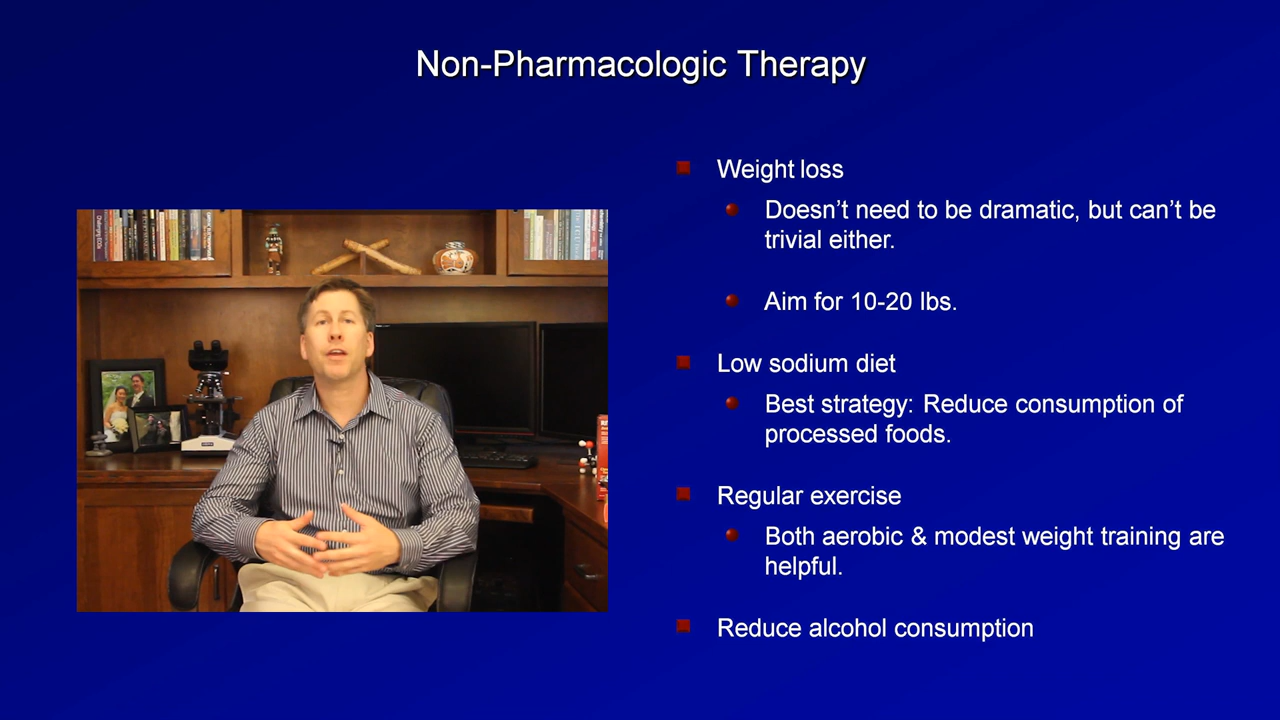 Non-Pharmacologic Therapy
Weight loss
Doesn’t need to be dramatic, but can’t be
trivial either.
Aim for 10-20 lbs.
Low sodium diet
Best strategy: Reduce consumption of
processed foods.
Regular exercise
Both aerobic & modest weight training are
helpful.
Reduce alcohol consumption